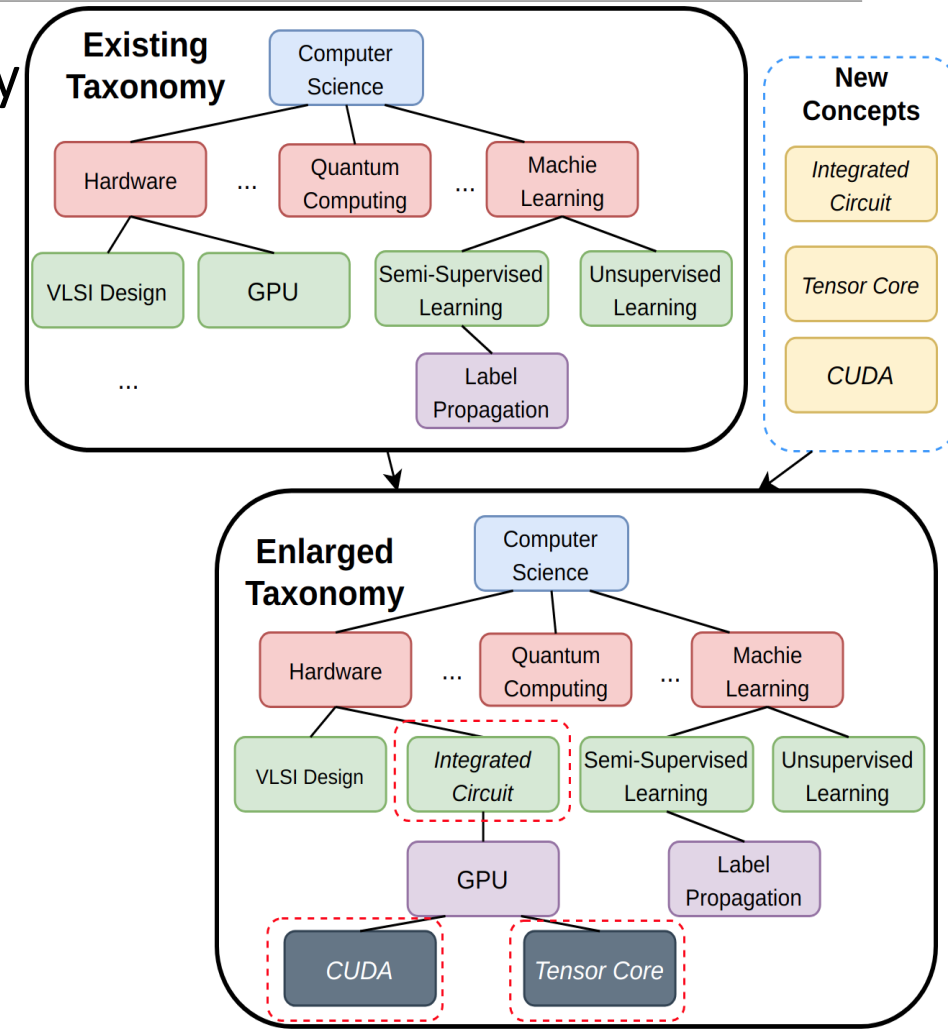 y
Existing
Taxonomy
Computer
Science
Hardware
...
Quantum
Computing
...
Machie
Learning
VLSI Design
GPU
Semi-Supervised
Learning
Unsupervised
Learning
...
Label
Propagation
New
Concepts
Integrated
Circuit
Tensor Core
CUDA
Enlarged
Taxonomy
Computer
Science
Hardware
...
Quantum
Computing
...
Machie
Learning
VLSI Design
Integrated
Circuit
Semi-Supervised
Learning
Unsupervised
Learning
GPU
Label
Propagation
CUDA
Tensor Core